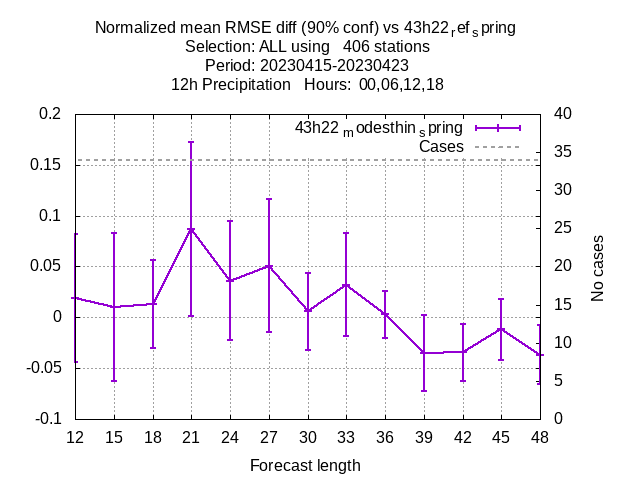 Normalized mean RMSE diff (90% conf) vs 43h22ᵣefₛpring
Selection: ALL using 406 stations
Period: 20230415-20230423
12h Precipitation Hours: 00,06,12,18
0.2
0.15
0.1
0.05
0
-0.05
-0.1
43h22ₘodesthinₛpring
Cases
40
35
30
25
20
15
10
5
0
No cases
12 15 18 21 24 27 30 33 36 39 42 45 48
Forecast length